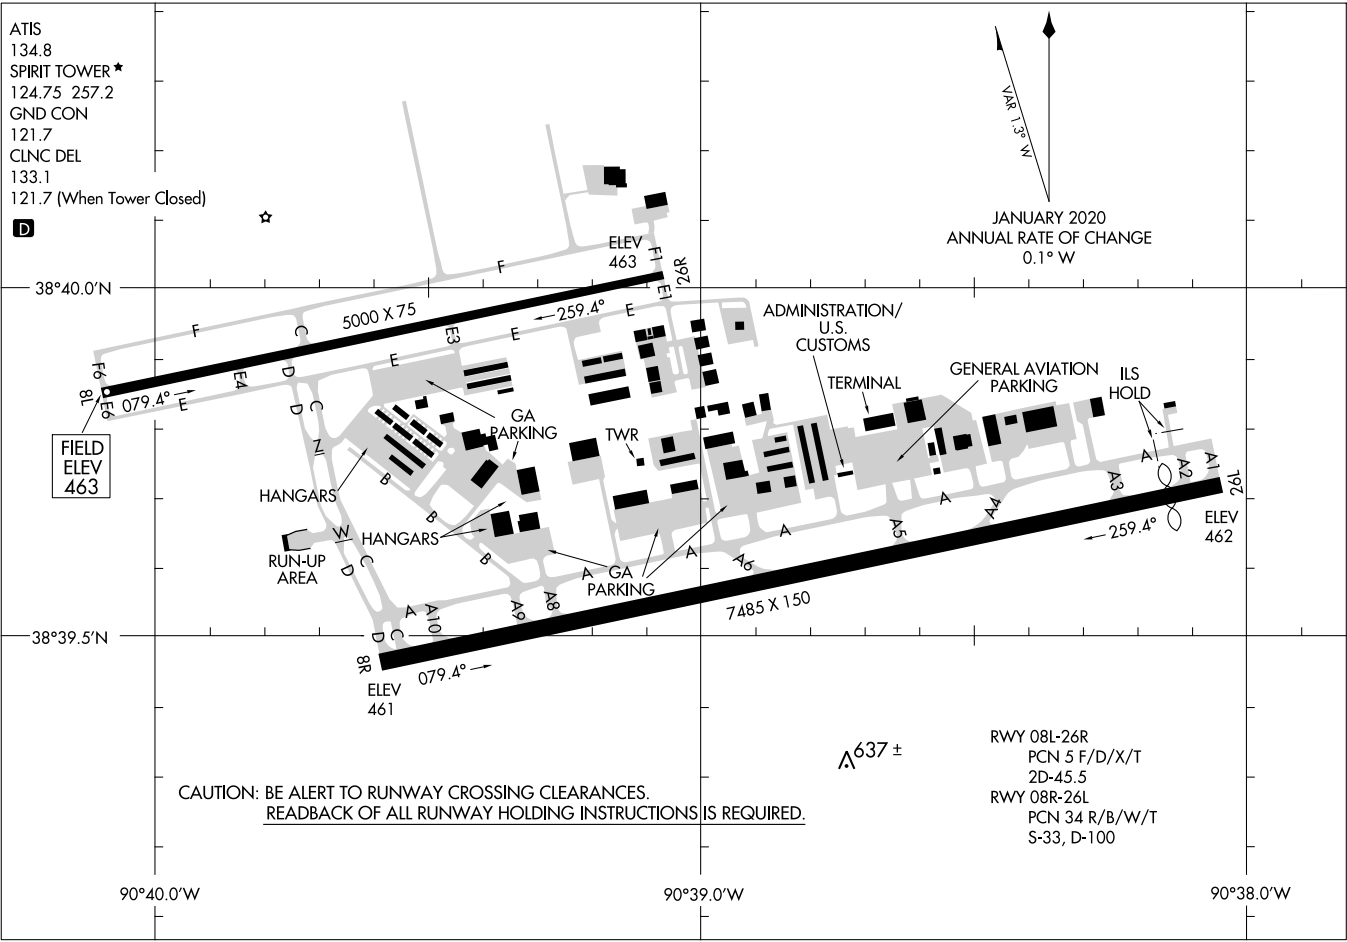 ATIS
134.8
SPIRIT TOWER★
124.75 257.2
GND CON
121.7
CLNC DEL
133.1
121.7 (When Tower Closed)
D
VAR 1.3° W
JANUARY 2020
ANNUAL RATE OF CHANGE
0.1° W
ELEV
463
F1
26R
F
38°40.0'N
E1
5000 X 75
259.4°
E
F
C
E3
E
ADMINISTRATION/
U.S.
CUSTOMS
F6
8L
E6
079.4°
E
E4
D
E
GENERAL AVIATION
PARKING
ILS
HOLD
TERMINAL
D
C
GA
PARKING
TWR
FIELD
ELEV
463
N
B
A
A2
A1
26L
HANGARS
A3
A
A4
B
ELEV
462
W
HANGARS
259.4°
A
A5
RUN-UP
AREA
D
C
B
A
GA
PARKING
A
A6
7485 X 150
A
A10
A9
A8
38°39.5'N
D
C
8R
079.4°
ELEV
461
637 ±
RWY 08L-26R
PCN 5 F/D/X/T
2D-45.5
RWY 08R-26L
PCN 34 R/B/W/T
S-33, D-100
CAUTION: BE ALERT TO RUNWAY CROSSING CLEARANCES.
READBACK OF ALL RUNWAY HOLDING INSTRUCTIONS IS REQUIRED.
90°40.0'W
90°39.0'W
90°38.0'W